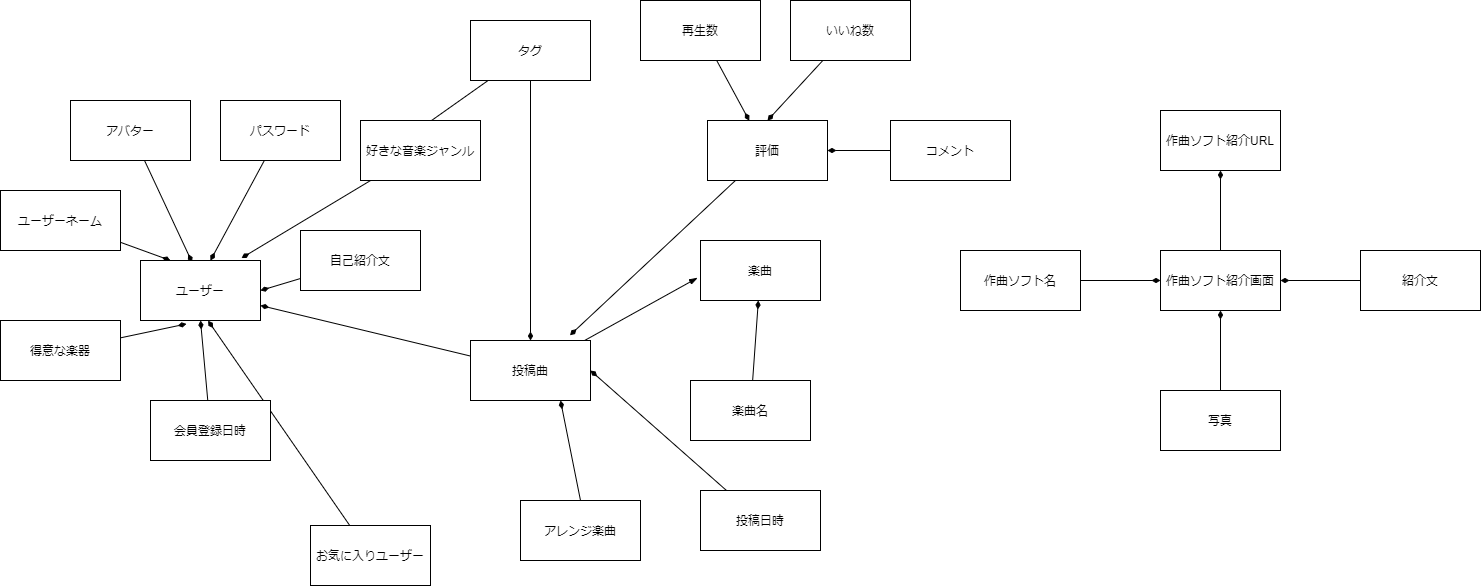 再生数
いいね数
タグ
アバター
パスワード
好きな音楽ジャンル
評価
コメント
作曲ソフト紹介URL
ユーザーネーム
自己紹介文
楽曲
ユーザー
作曲ソフト名
作曲ソフト紹介画面
紹介文
得意な楽器
投稿曲
楽曲名
会員登録日時
写真
アレンジ楽曲
投稿日時
お気に入りユーザー